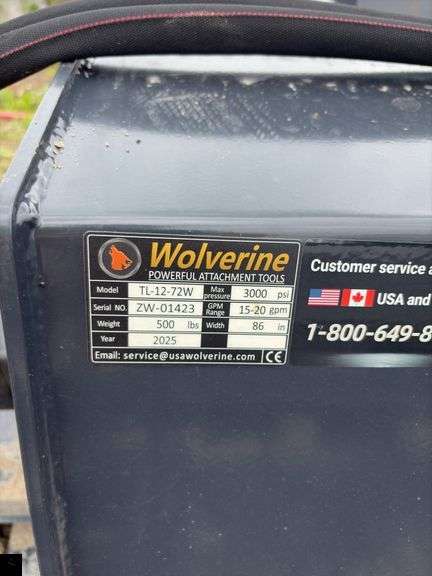 Wolverine
POWERFUL ATTACHMENT TOOLS
Model TL-12-72W Max pressure 3000 psi
Serial NO. ZW-01423 GPM Range 15-20 gpm
Weight 500 lbs Width 86 in
Year 2025
Email: service@usawolverine.com CE
Customer service a
USA and
1-800-649-8